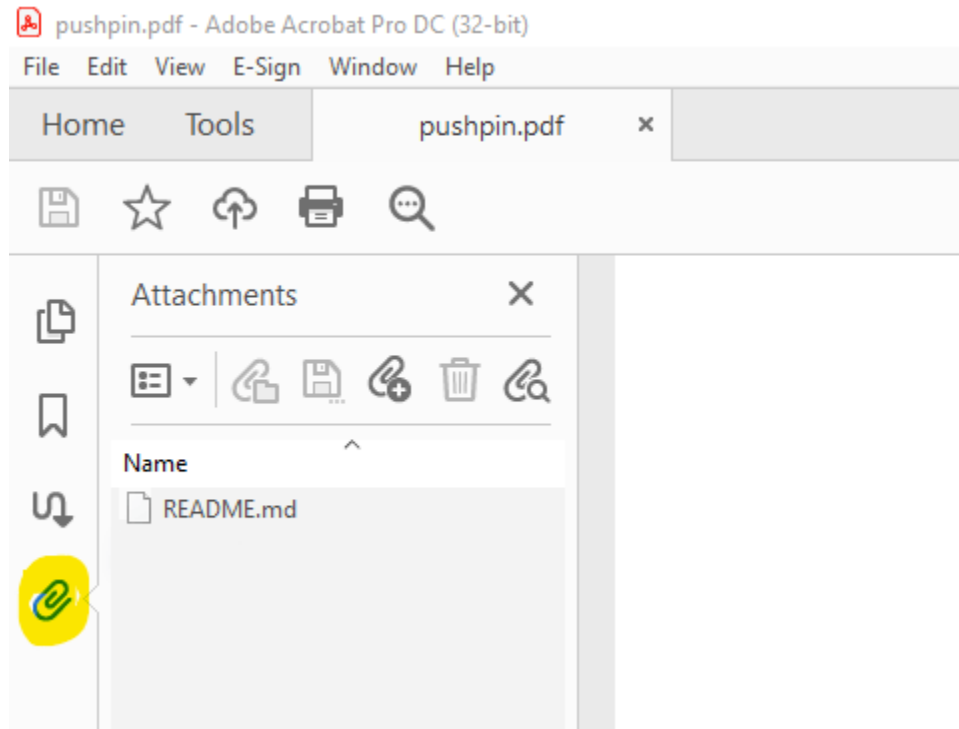 pushpin.pdf - Adobe Acrobat Pro DC (32-bit)
File Edit View E-Sign Window Help
Home Tools pushpin.pdf ×
Attachments
Name
README.md